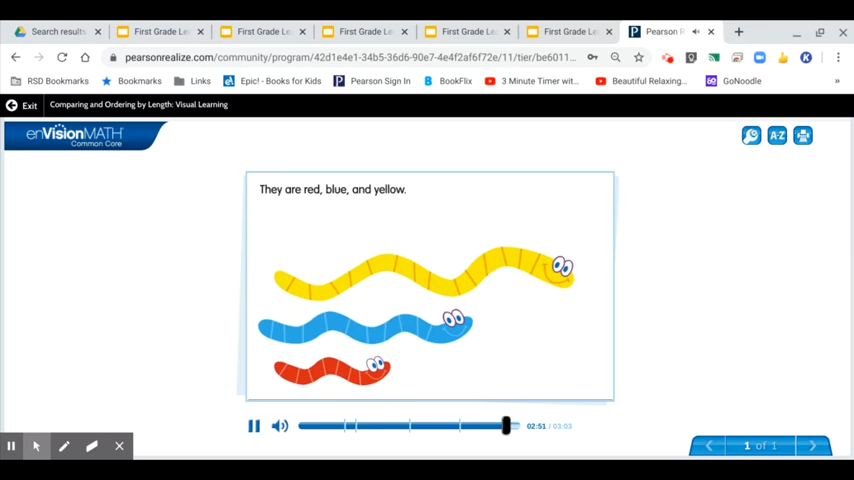 Search results
First Grade Le
First Grade Le
First Grade Le
First Grade Le
First Grade Le
Pearson R
pearsonrealize.com/community/program/42d1e4e1-34b5-36d6-90e7-4e4f2af6f72e/11/tier/be6011...
RSD Bookmarks
Bookmarks
Links
Epic! - Books for Kids
Pearson Sign In
BookFlix
3 Minute Timer wit...
Beautiful Relaxing...
GoNoodle
Exit
Comparing and Ordering by Length: Visual Learning
enVisionMATH
Common Core
A-Z
They are red, blue, and yellow.
02:51 / 03:03
1 of 1